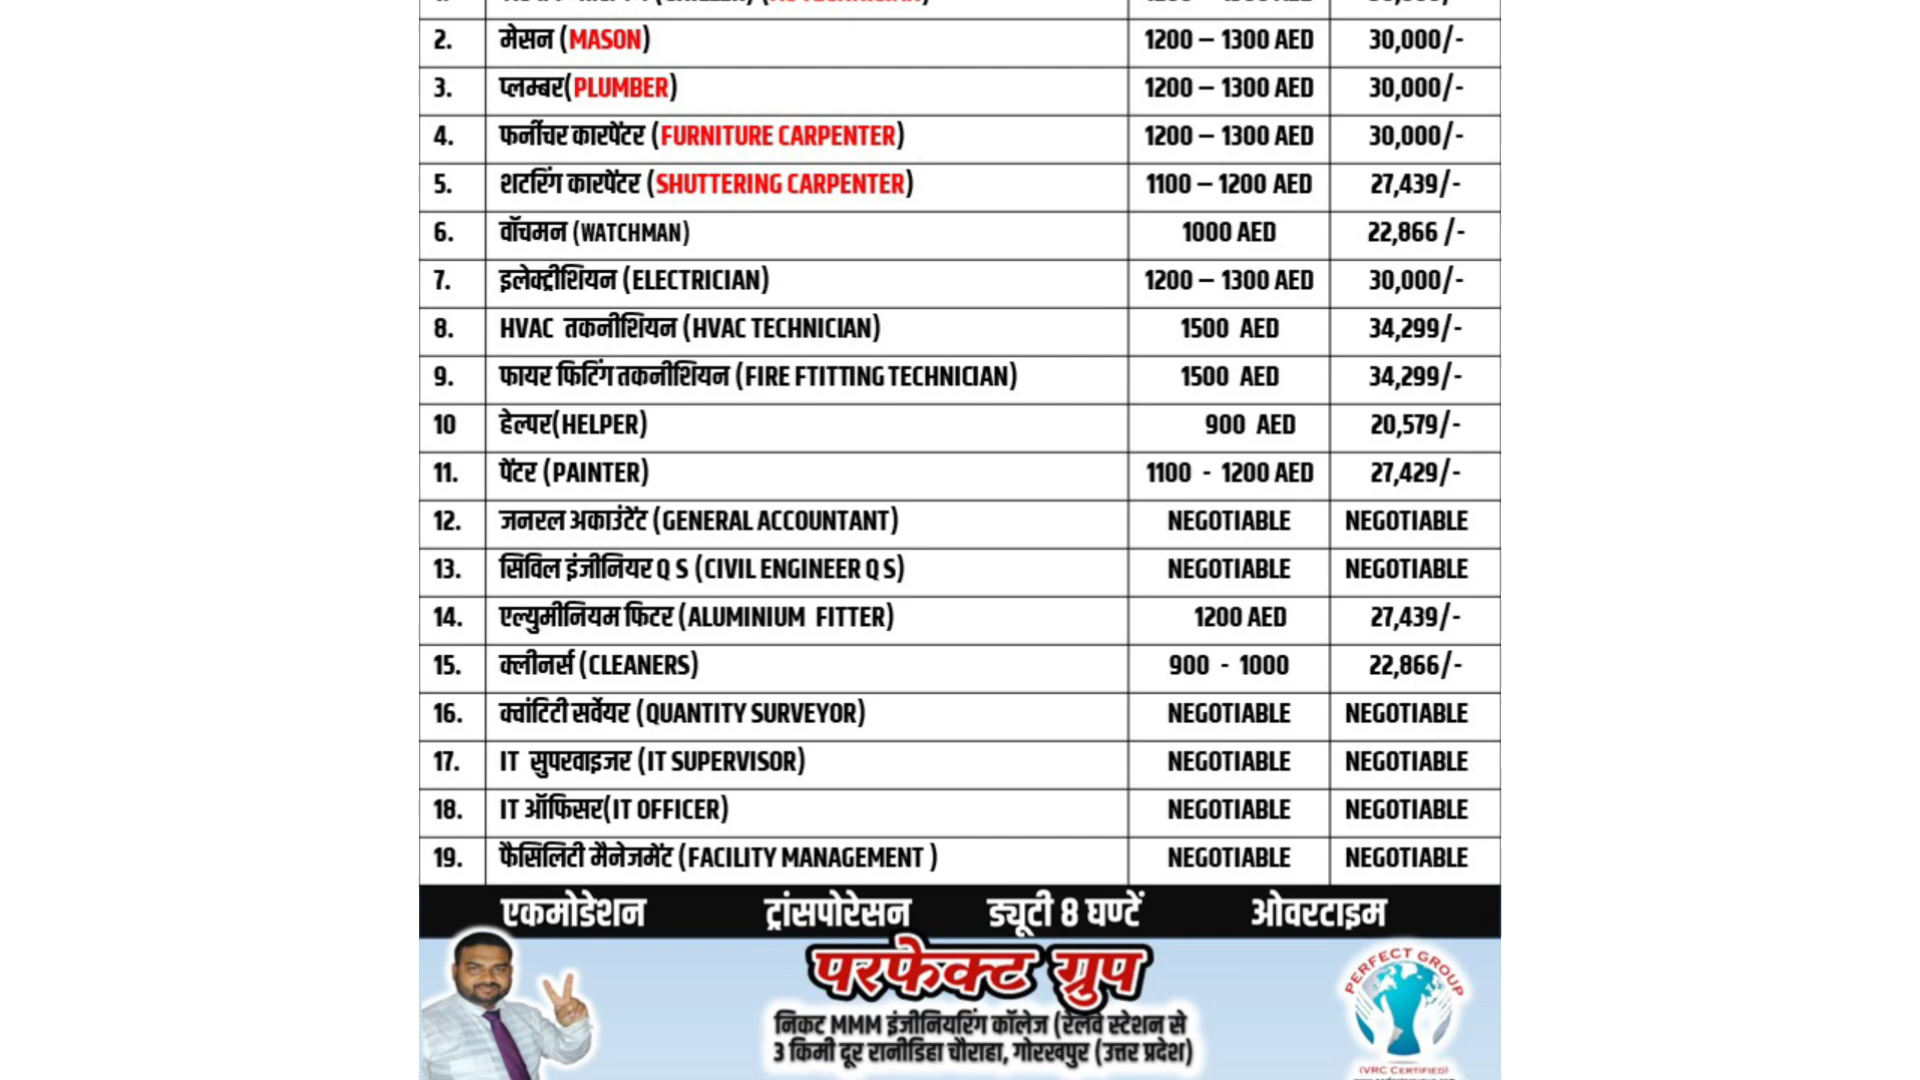 2. मेसन (MASON) 1200 – 1300 AED 30,000/-
3. प्लम्बर(PLUMBER) 1200 – 1300 AED 30,000/-
4. फर्नीचर कारपेंटर (FURNITURE CARPENTER) 1200 – 1300 AED 30,000/-
5. शटरिंग कारपेंटर (SHUTTERING CARPENTER) 1100 – 1200 AED 27,439/-
6. वॉचमन (WATCHMAN) 1000 AED 22,866 /-
7. इलेक्ट्रीशियन (ELECTRICIAN) 1200 – 1300 AED 30,000/-
8. HVAC तकनीशियन (HVAC TECHNICIAN) 1500 AED 34,299/-
9. फायर फिटिंग तकनीशियन (FIRE FTITTING TECHNICIAN) 1500 AED 34,299/-
10 हेल्पर(HELPER) 900 AED 20,579/-
11. पेंटर (PAINTER) 1100 - 1200 AED 27,429/-
12. जनरल अकाउंटेंट (GENERAL ACCOUNTANT) NEGOTIABLE NEGOTIABLE
13. सिविल इंजीनियर Q S (CIVIL ENGINEER Q S) NEGOTIABLE NEGOTIABLE
14. एल्युमीनियम फिटर (ALUMINIUM FITTER) 1200 AED 27,439/-
15. क्लीनर्स (CLEANERS) 900 - 1000 22,866/-
16. क्वांटिटी सर्वेयर (QUANTITY SURVEYOR) NEGOTIABLE NEGOTIABLE
17. IT सुपरवाइजर (IT SUPERVISOR) NEGOTIABLE NEGOTIABLE
18. IT ऑफिसर(IT OFFICER) NEGOTIABLE NEGOTIABLE
19. फैसिलिटी मैनेजमेंट (FACILITY MANAGEMENT ) NEGOTIABLE NEGOTIABLE
एकमोडेशन ट्रांसपोरेसन ड्यूटी 8 घण्टें ओवरटाइम
परफेक्ट ग्रुप
निकट MMM इंजीनियरिंग कॉलेज (रेलवे स्टेशन से
3 किमी दूर रानीडिहा चौराहा, गोरखपुर (उत्तर प्रदेश)
PERFECT GROUP
(VRC CERTIFIED)